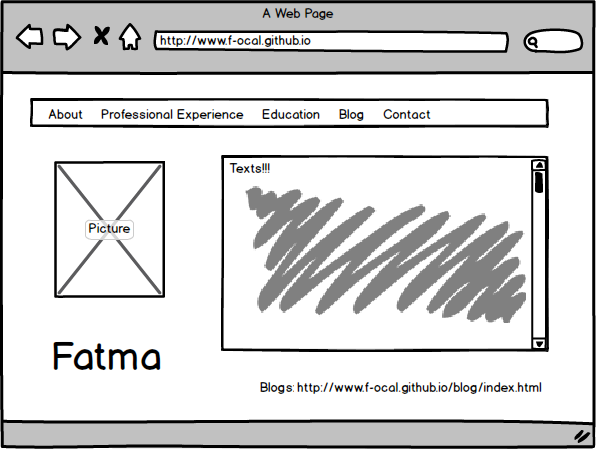 A Web Page
http://www.f-ocal.github.io
About Professional Experience Education Blog Contact
Texts!!!
Picture
Fatma
Blogs: http://www.f-ocal.github.io/blog/index.html